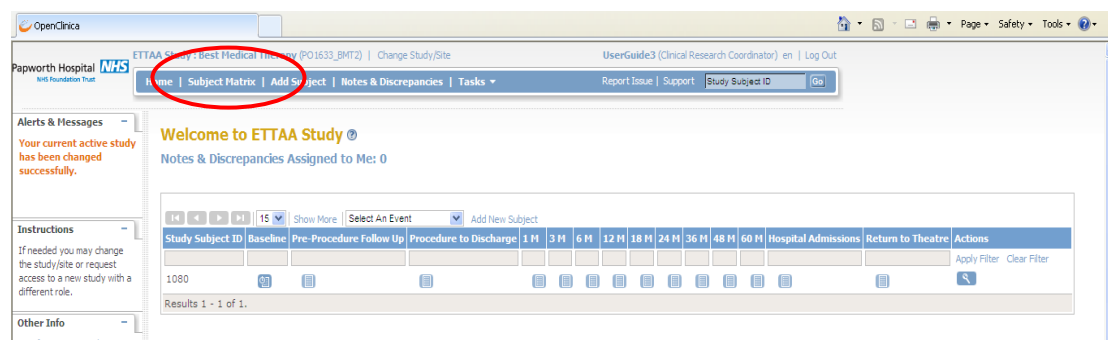 OpenClinica
Page Safety Tools
ETTAA Study : Best Medical Therapy (PO1633_BMT2) | Change Study/Site
UserGuide3 (Clinical Research Coordinator) en | Log Out
Papworth Hospital NHS
NHS Foundation Trust
Home | Subject Matrix | Add Subject | Notes & Discrepancies | Tasks
Report Issue | Support Study Subject ID Go
Alerts & Messages
Your current active study
has been changed
successfully.
Instructions
If needed you may change
the study/site or request
access to a new study with a
different role.
Other Info
Welcome to ETTAA Study
Notes & Discrepancies Assigned to Me: 0
15 | Show More | Select An Event Add New Subject
Study Subject ID Baseline Pre-Procedure Follow Up Procedure to Discharge 1 M 3 M 6 M 12 M 18 M 24 M 36 M 48 M 60 M Hospital Admissions Return to Theatre Actions
Apply Filter Clear Filter
1080
Results 1 - 1 of 1.